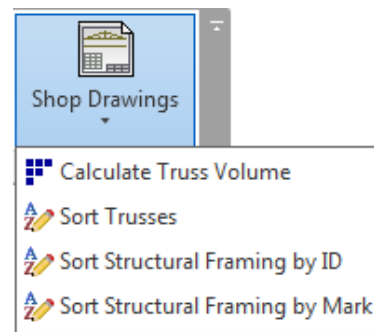 Shop Drawings
Calculate Truss Volume
Sort Trusses
Sort Structural Framing by ID
Sort Structural Framing by Mark